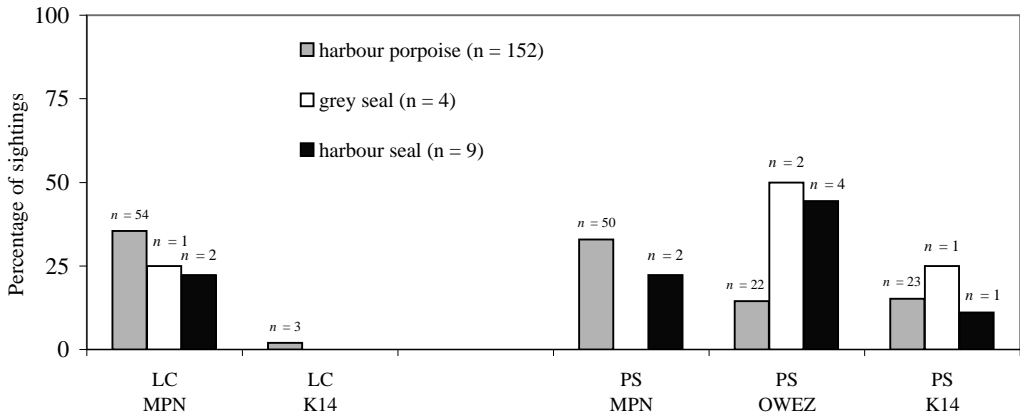 100
75
50
25
0
Percentage of sightings
harbour porpoise (n = 152)
grey seal (n = 4)
harbour seal (n = 9)
n = 54
n = 1
n = 2
n = 3
n = 50
n = 2
n = 22
n = 2
n = 4
n = 23
n = 1
n = 1
LC
MPN
LC
K14
PS
MPN
PS
OWEZ
PS
K14